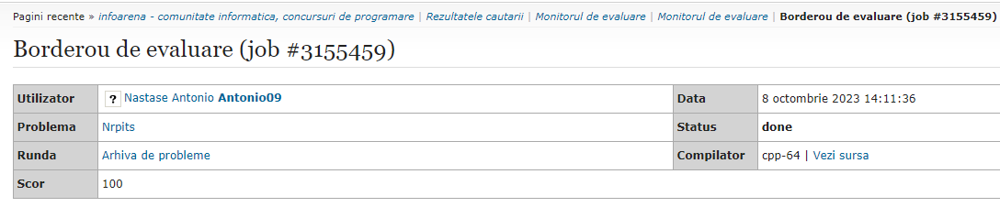 Pagini recente » infoarena - comunitate informatica, concursuri de programare | Rezultatele cautarii | Monitorul de evaluare | Monitorul de evaluare | Borderou de evaluare (job #3155459)
Borderou de evaluare (job #3155459)
Utilizator ? Nastase Antonio Antonio09 Data 8 octombrie 2023 14:11:36
Problema Nrpits Status done
Runda Arhiva de probleme Compilator cpp-64 | Vezi sursa
Scor 100